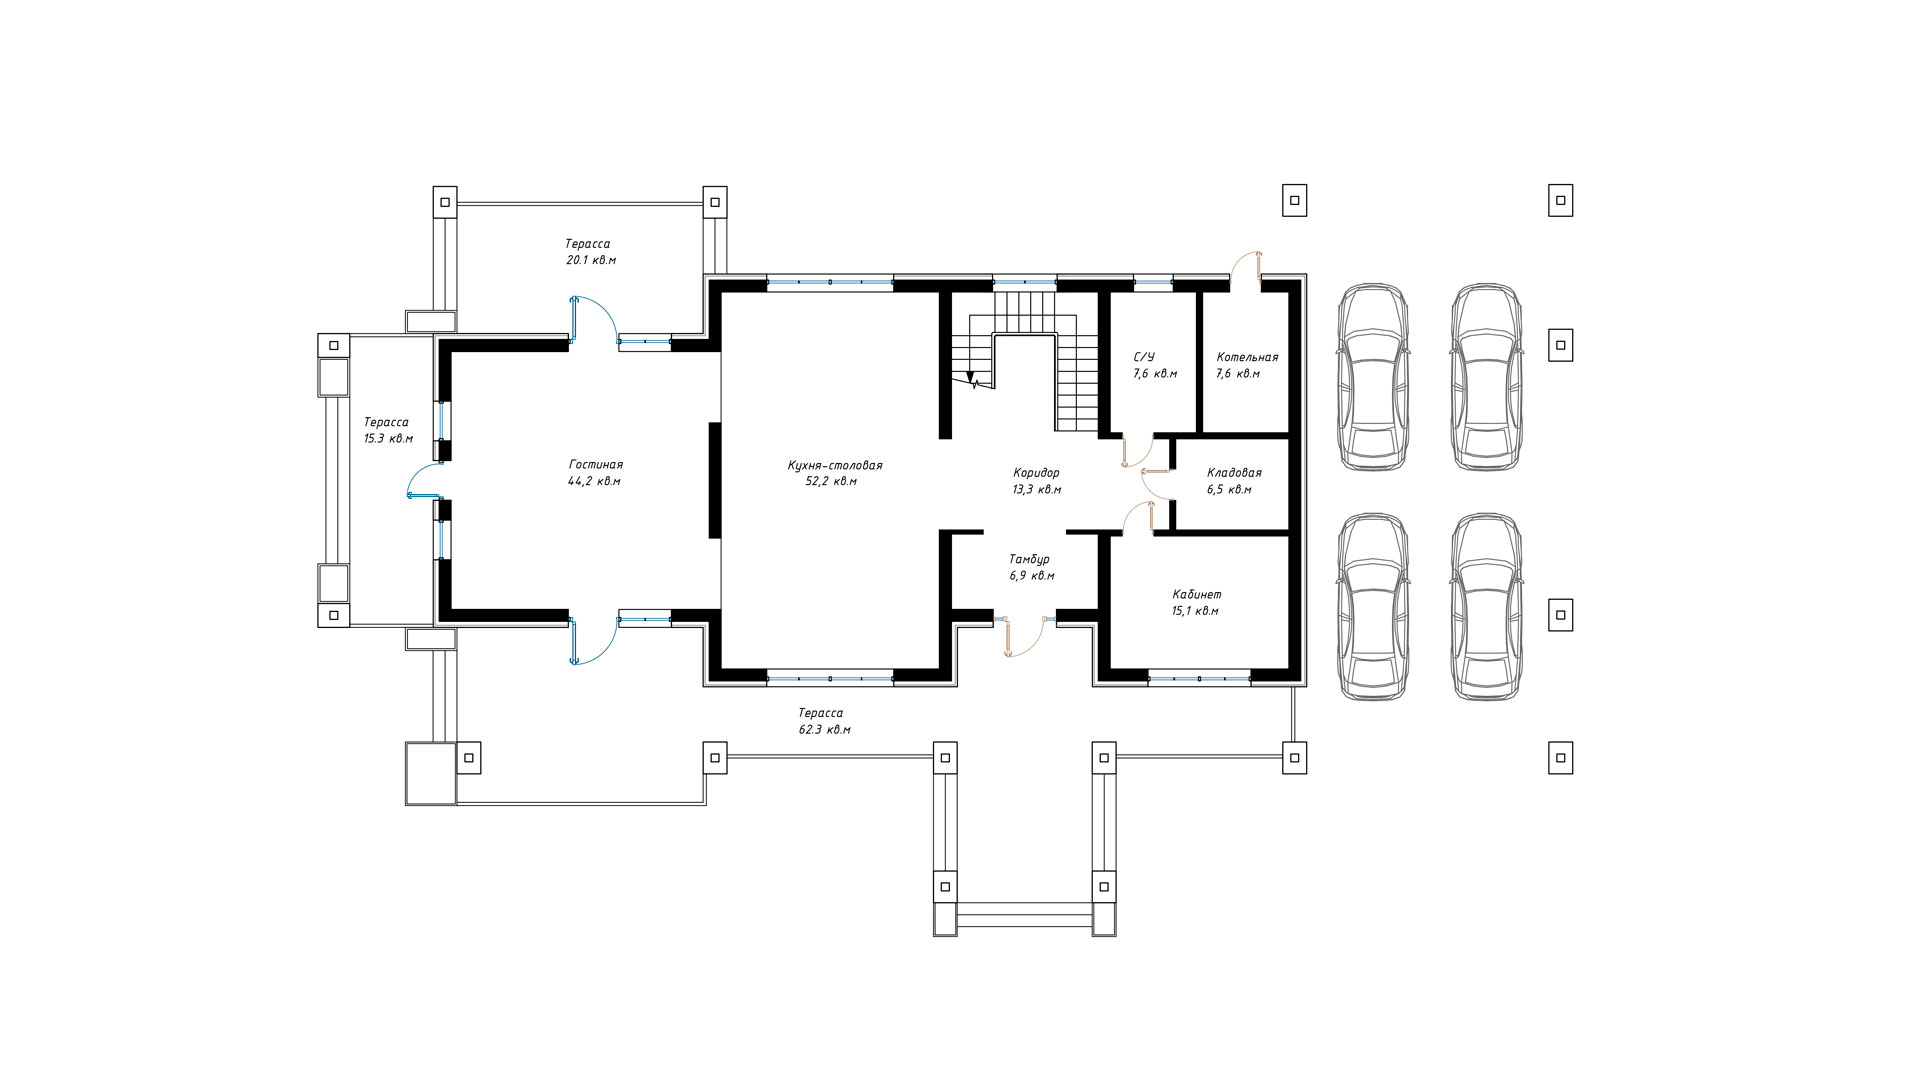 Терасса
20.1 кв.м
Терасса
15.3 кв.м
Гостиная
44,2 кв.м
Кухня-столовая
52,2 кв.м
Коридор
13,3 кв.м
С/У
7,6 кв.м
Котельная
7,6 кв.м
Кладовая
6,5 кв.м
Тамбур
6,9 кв.м
Кабинет
15,1 кв.м
Терасса
62.3 кв.м